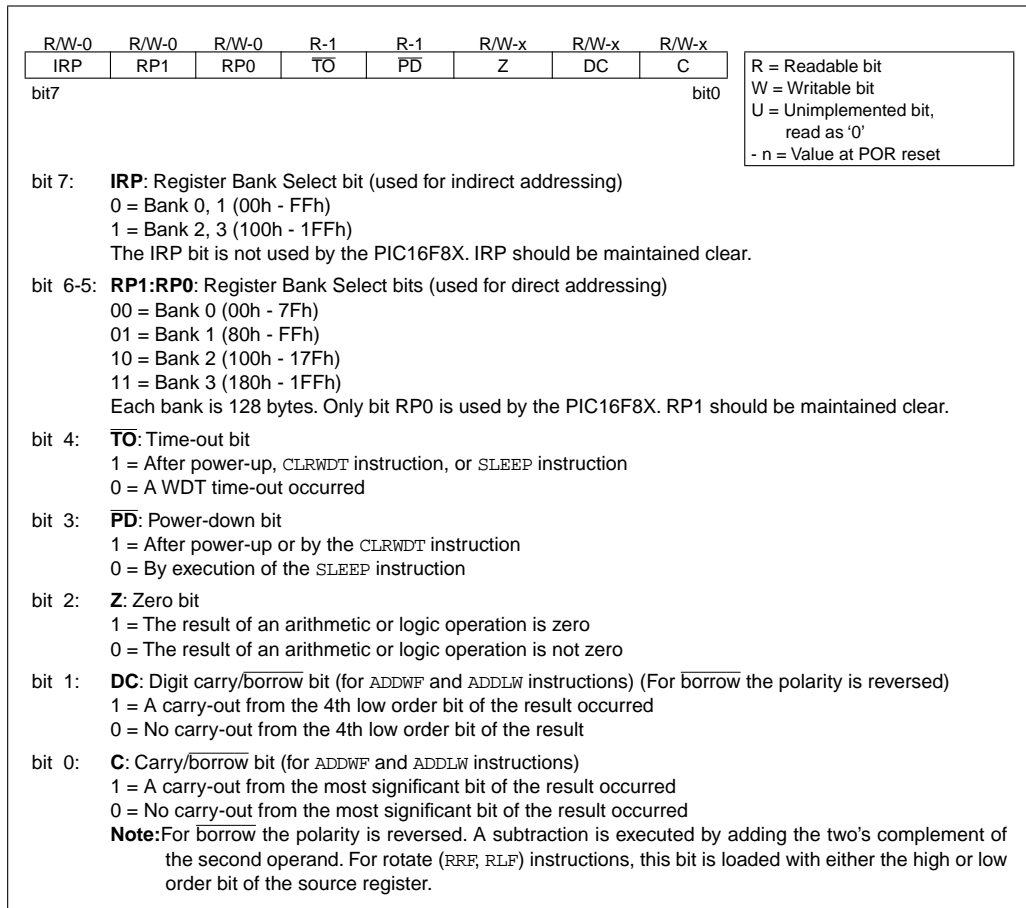 R/W-0 R/W-0 R/W-0 R-1 R-1 R/W-x R/W-x R/W-x
IRP RP1 RP0 T̅O̅ P̅D̅ Z DC C
bit7 bit0
R = Readable bit
W = Writable bit
U = Unimplemented bit,
read as ‘0’
- n = Value at POR reset
bit 7: IRP: Register Bank Select bit (used for indirect addressing)
0 = Bank 0, 1 (00h - FFh)
1 = Bank 2, 3 (100h - 1FFh)
The IRP bit is not used by the PIC16F8X. IRP should be maintained clear.
bit 6-5: RP1:RP0: Register Bank Select bits (used for direct addressing)
00 = Bank 0 (00h - 7Fh)
01 = Bank 1 (80h - FFh)
10 = Bank 2 (100h - 17Fh)
11 = Bank 3 (180h - 1FFh)
Each bank is 128 bytes. Only bit RP0 is used by the PIC16F8X. RP1 should be maintained clear.
bit 4: T̅O̅: Time-out bit
1 = After power-up, CLRWDT instruction, or SLEEP instruction
0 = A WDT time-out occurred
bit 3: P̅D̅: Power-down bit
1 = After power-up or by the CLRWDT instruction
0 = By execution of the SLEEP instruction
bit 2: Z: Zero bit
1 = The result of an arithmetic or logic operation is zero
0 = The result of an arithmetic or logic operation is not zero
bit 1: DC: Digit carry/b̅o̅r̅r̅o̅w̅ bit (for ADDWF and ADDLW instructions) (For b̅o̅r̅r̅o̅w̅ the polarity is reversed)
1 = A carry-out from the 4th low order bit of the result occurred
0 = No carry-out from the 4th low order bit of the result
bit 0: C: Carry/b̅o̅r̅r̅o̅w̅ bit (for ADDWF and ADDLW instructions)
1 = A carry-out from the most significant bit of the result occurred
0 = No carry-out from the most significant bit of the result occurred
Note:For b̅o̅r̅r̅o̅w̅ the polarity is reversed. A subtraction is executed by adding the two’s complement of
the second operand. For rotate (RRF, RLF) instructions, this bit is loaded with either the high or low
order bit of the source register.